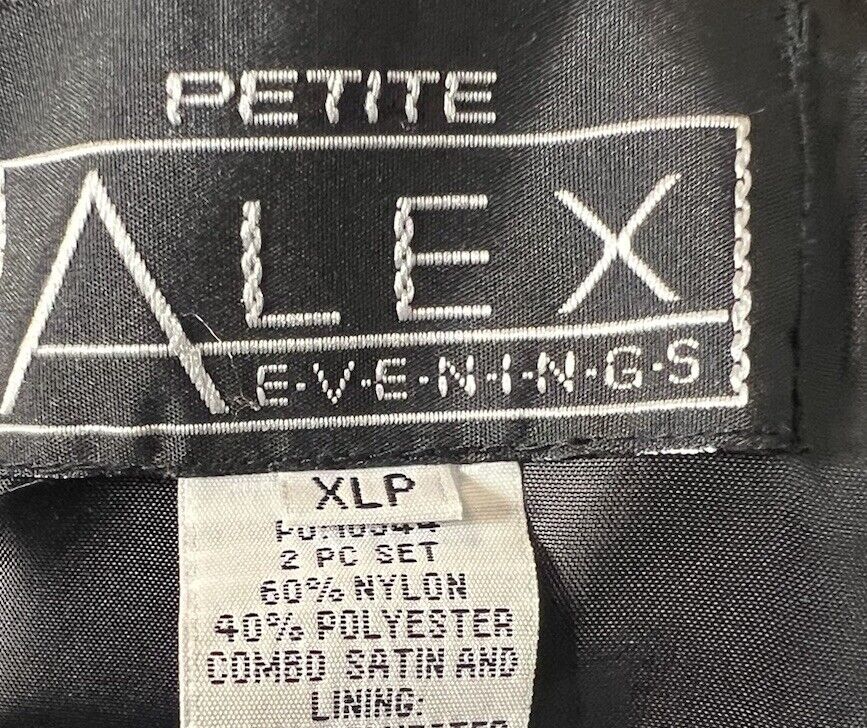 PETITE
ALEX
E·V·E·N·I·N·G·S
XLP
2 PC SET
60% NYLON
40% POLYESTER
COMBO SATIN AND
LINING: